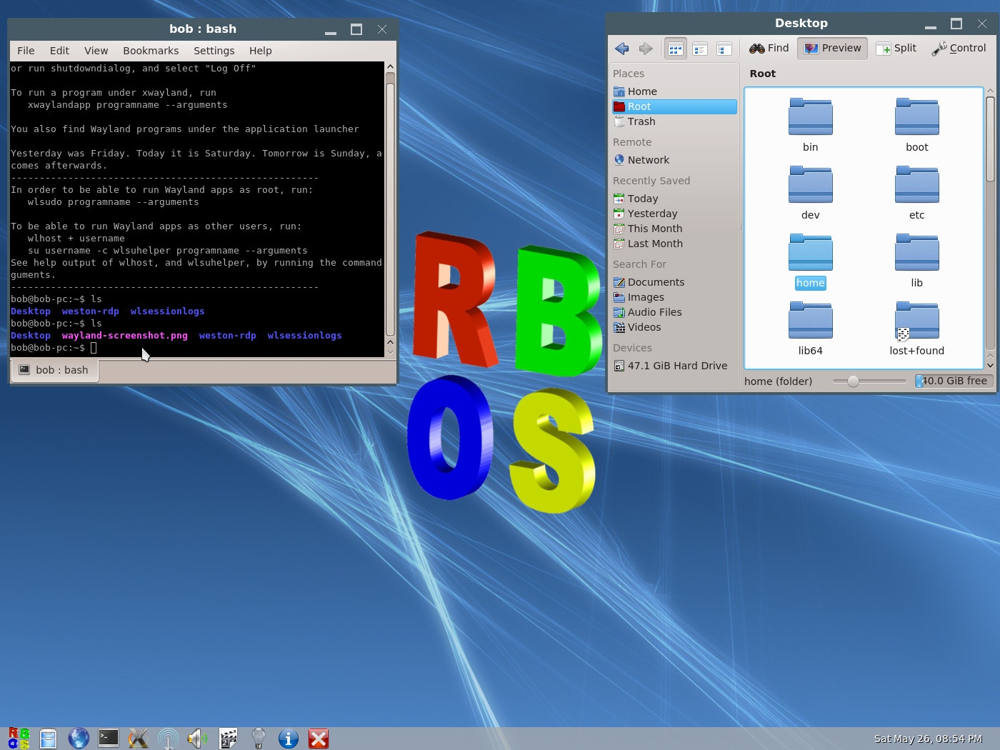 bob : bash
File Edit View Bookmarks Settings Help
or run shutdowndialog, and select "Log Off"
To run a program under xwayland, run
xwaylandapp programname --arguments
You also find Wayland programs under the application launcher
Yesterday was Friday. Today it is Saturday. Tomorrow is Sunday, a
comes afterwards.
------------------------------------------------------
In order to be able to run Wayland apps as root, run:
wlsudo programname --arguments
To be able to run Wayland apps as other users, run:
wlhost + username
su username -c wlsuhelper programname --arguments
See help output of wlhost, and wlsuhelper, by running the command
guments.
------------------------------------------------------
bob@bob-pc:~$ ls
Desktop weston-rdp wlsessionlogs
bob@bob-pc:~$ ls
Desktop wayland-screenshot.png weston-rdp wlsessionlogs
bob@bob-pc:~$
bob : bash
Desktop
Find Preview Split Control
Places
Home
Root
Trash
Remote
Network
Recently Saved
Today
Yesterday
This Month
Last Month
Search For
Documents
Images
Audio Files
Videos
Devices
47.1 GiB Hard Drive
Root
bin boot
dev etc
home lib
lib64 lost+found
home (folder) 40.0 GiB free
R B
O S
R B
O S
Sat May 26, 08:54 PM